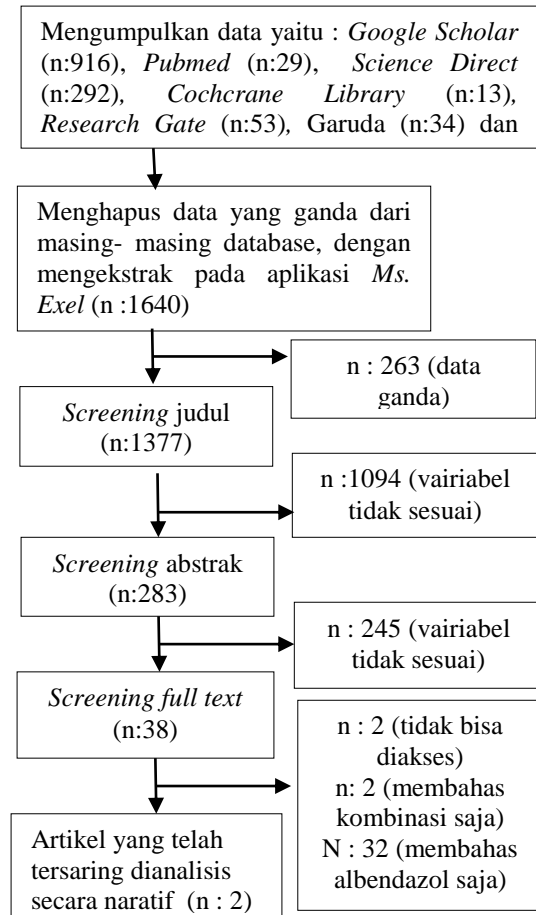 Mengumpulkan data yaitu : Google Scholar
(n:916), Pubmed (n:29), Science Direct
(n:292), Cochcrane Library (n:13),
Research Gate (n:53), Garuda (n:34) dan
Menghapus data yang ganda dari
masing- masing database, dengan
mengekstrak pada aplikasi Ms.
Exel (n :1640)
n : 263 (data
ganda)
Screening judul
(n:1377)
n :1094 (vairiabel
tidak sesuai)
Screening abstrak
(n:283)
n : 245 (vairiabel
tidak sesuai)
Screening full text
(n:38)
n : 2 (tidak bisa
diakses)
n: 2 (membahas
kombinasi saja)
N : 32 (membahas
albendazol saja)
Artikel yang telah
tersaring dianalisis
secara naratif (n : 2)